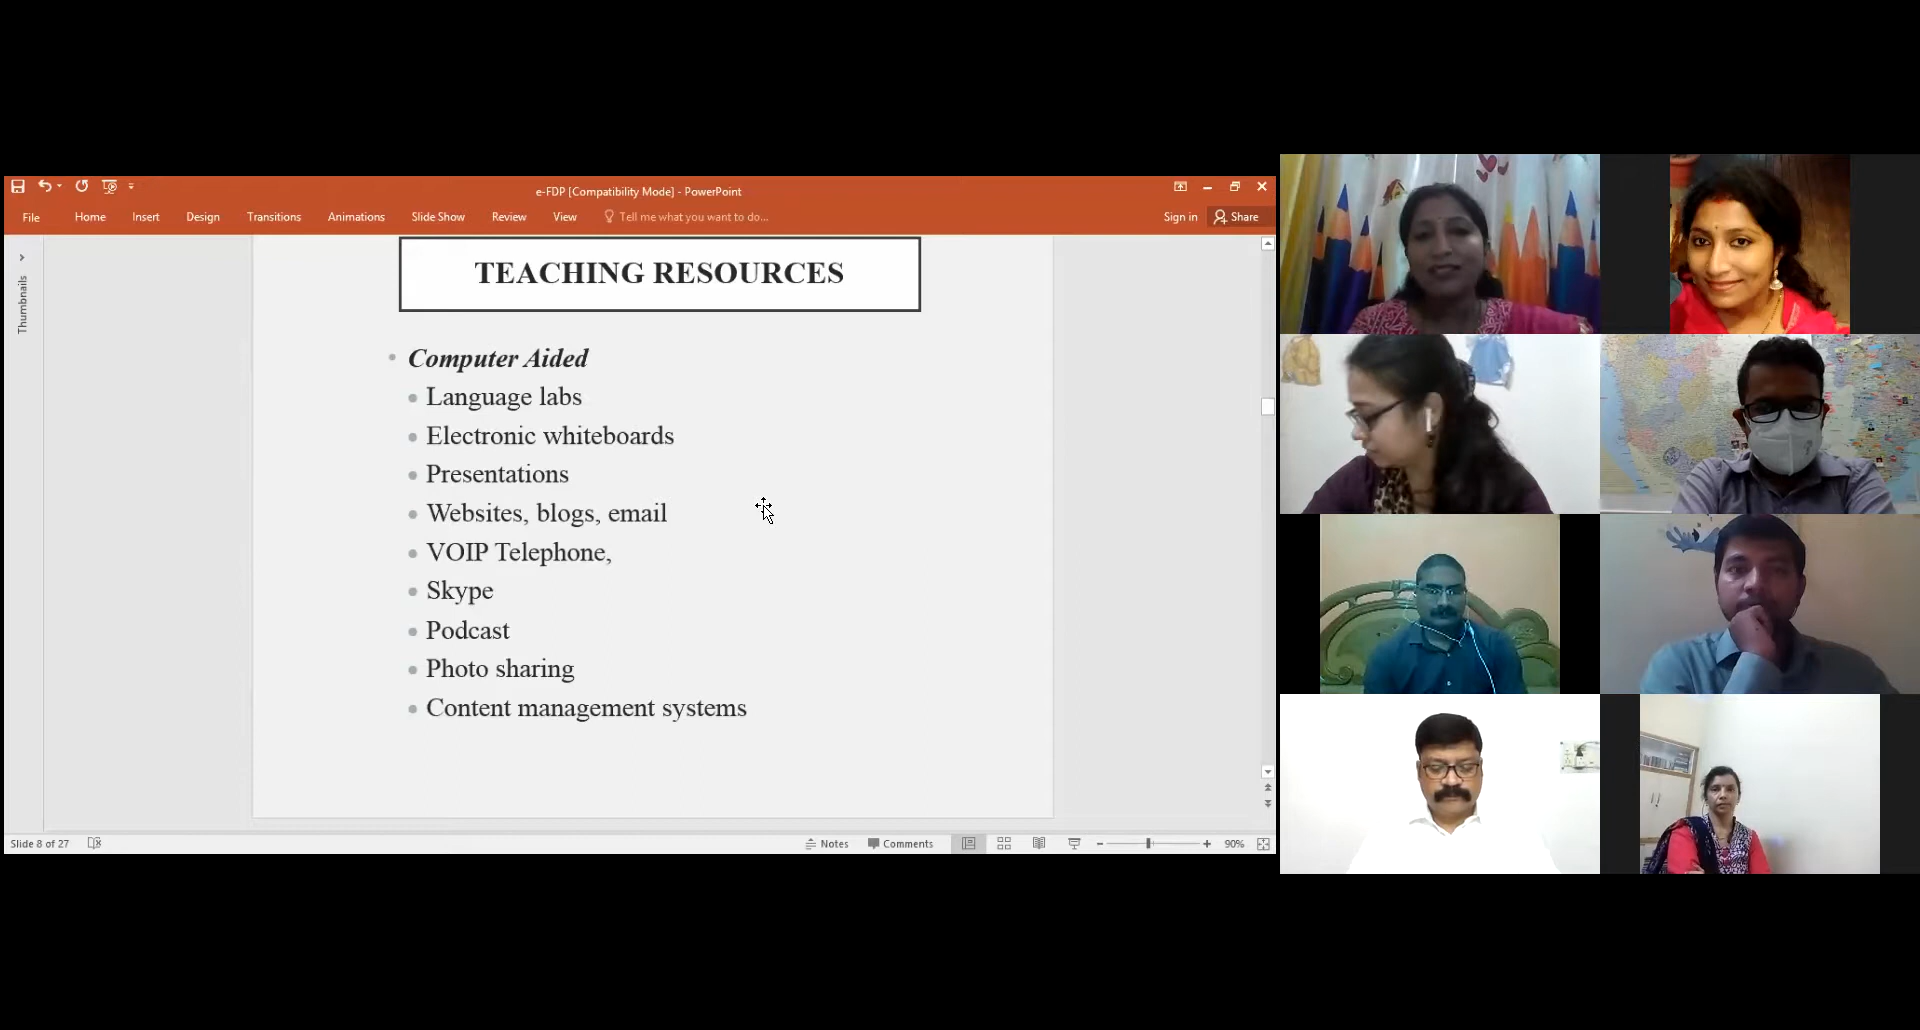 e-FDP [Compatibility Mode] - PowerPoint
File Home Insert Design Transitions Animations Slide Show Review View Tell me what you want to do... Sign in Share
Thumbnails
TEACHING RESOURCES
Computer Aided
Language labs
Electronic whiteboards
Presentations
Websites, blogs, email
VOIP Telephone,
Skype
Podcast
Photo sharing
Content management systems
Slide 8 of 27 Notes Comments 90%